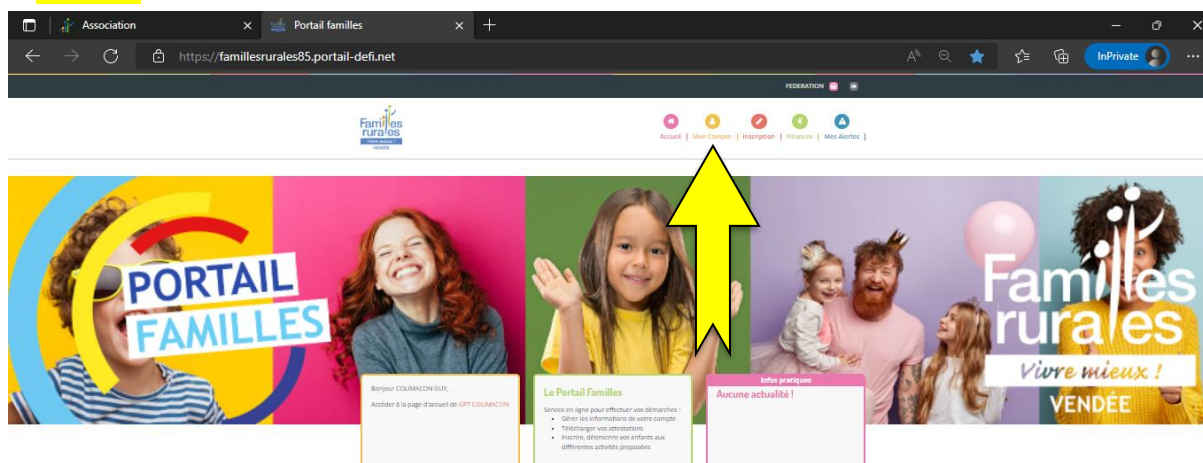 Association
Portail familles
https://famillesrurales85.portail-defi.net
InPrivate
FEDERATION
Familles
rurales
Vivre mieux !
VENDÉE
Accueil | Mon Compte | Inscription | Finances | Mes Alertes |
PORTAIL
FAMILLES
Familles
rurales
Vivre mieux !
VENDÉE
Bonjour COLIMACON GUY,
Accéder à la page d'accueil de GPT COLIMACON
Le Portail Familles
Service en ligne pour effectuer vos démarches :
• Gérer les informations de votre compte
• Télécharger vos attestations
• Inscrire, désinscrire vos enfants aux
différentes activités proposées
Infos pratiques
Aucune actualité !